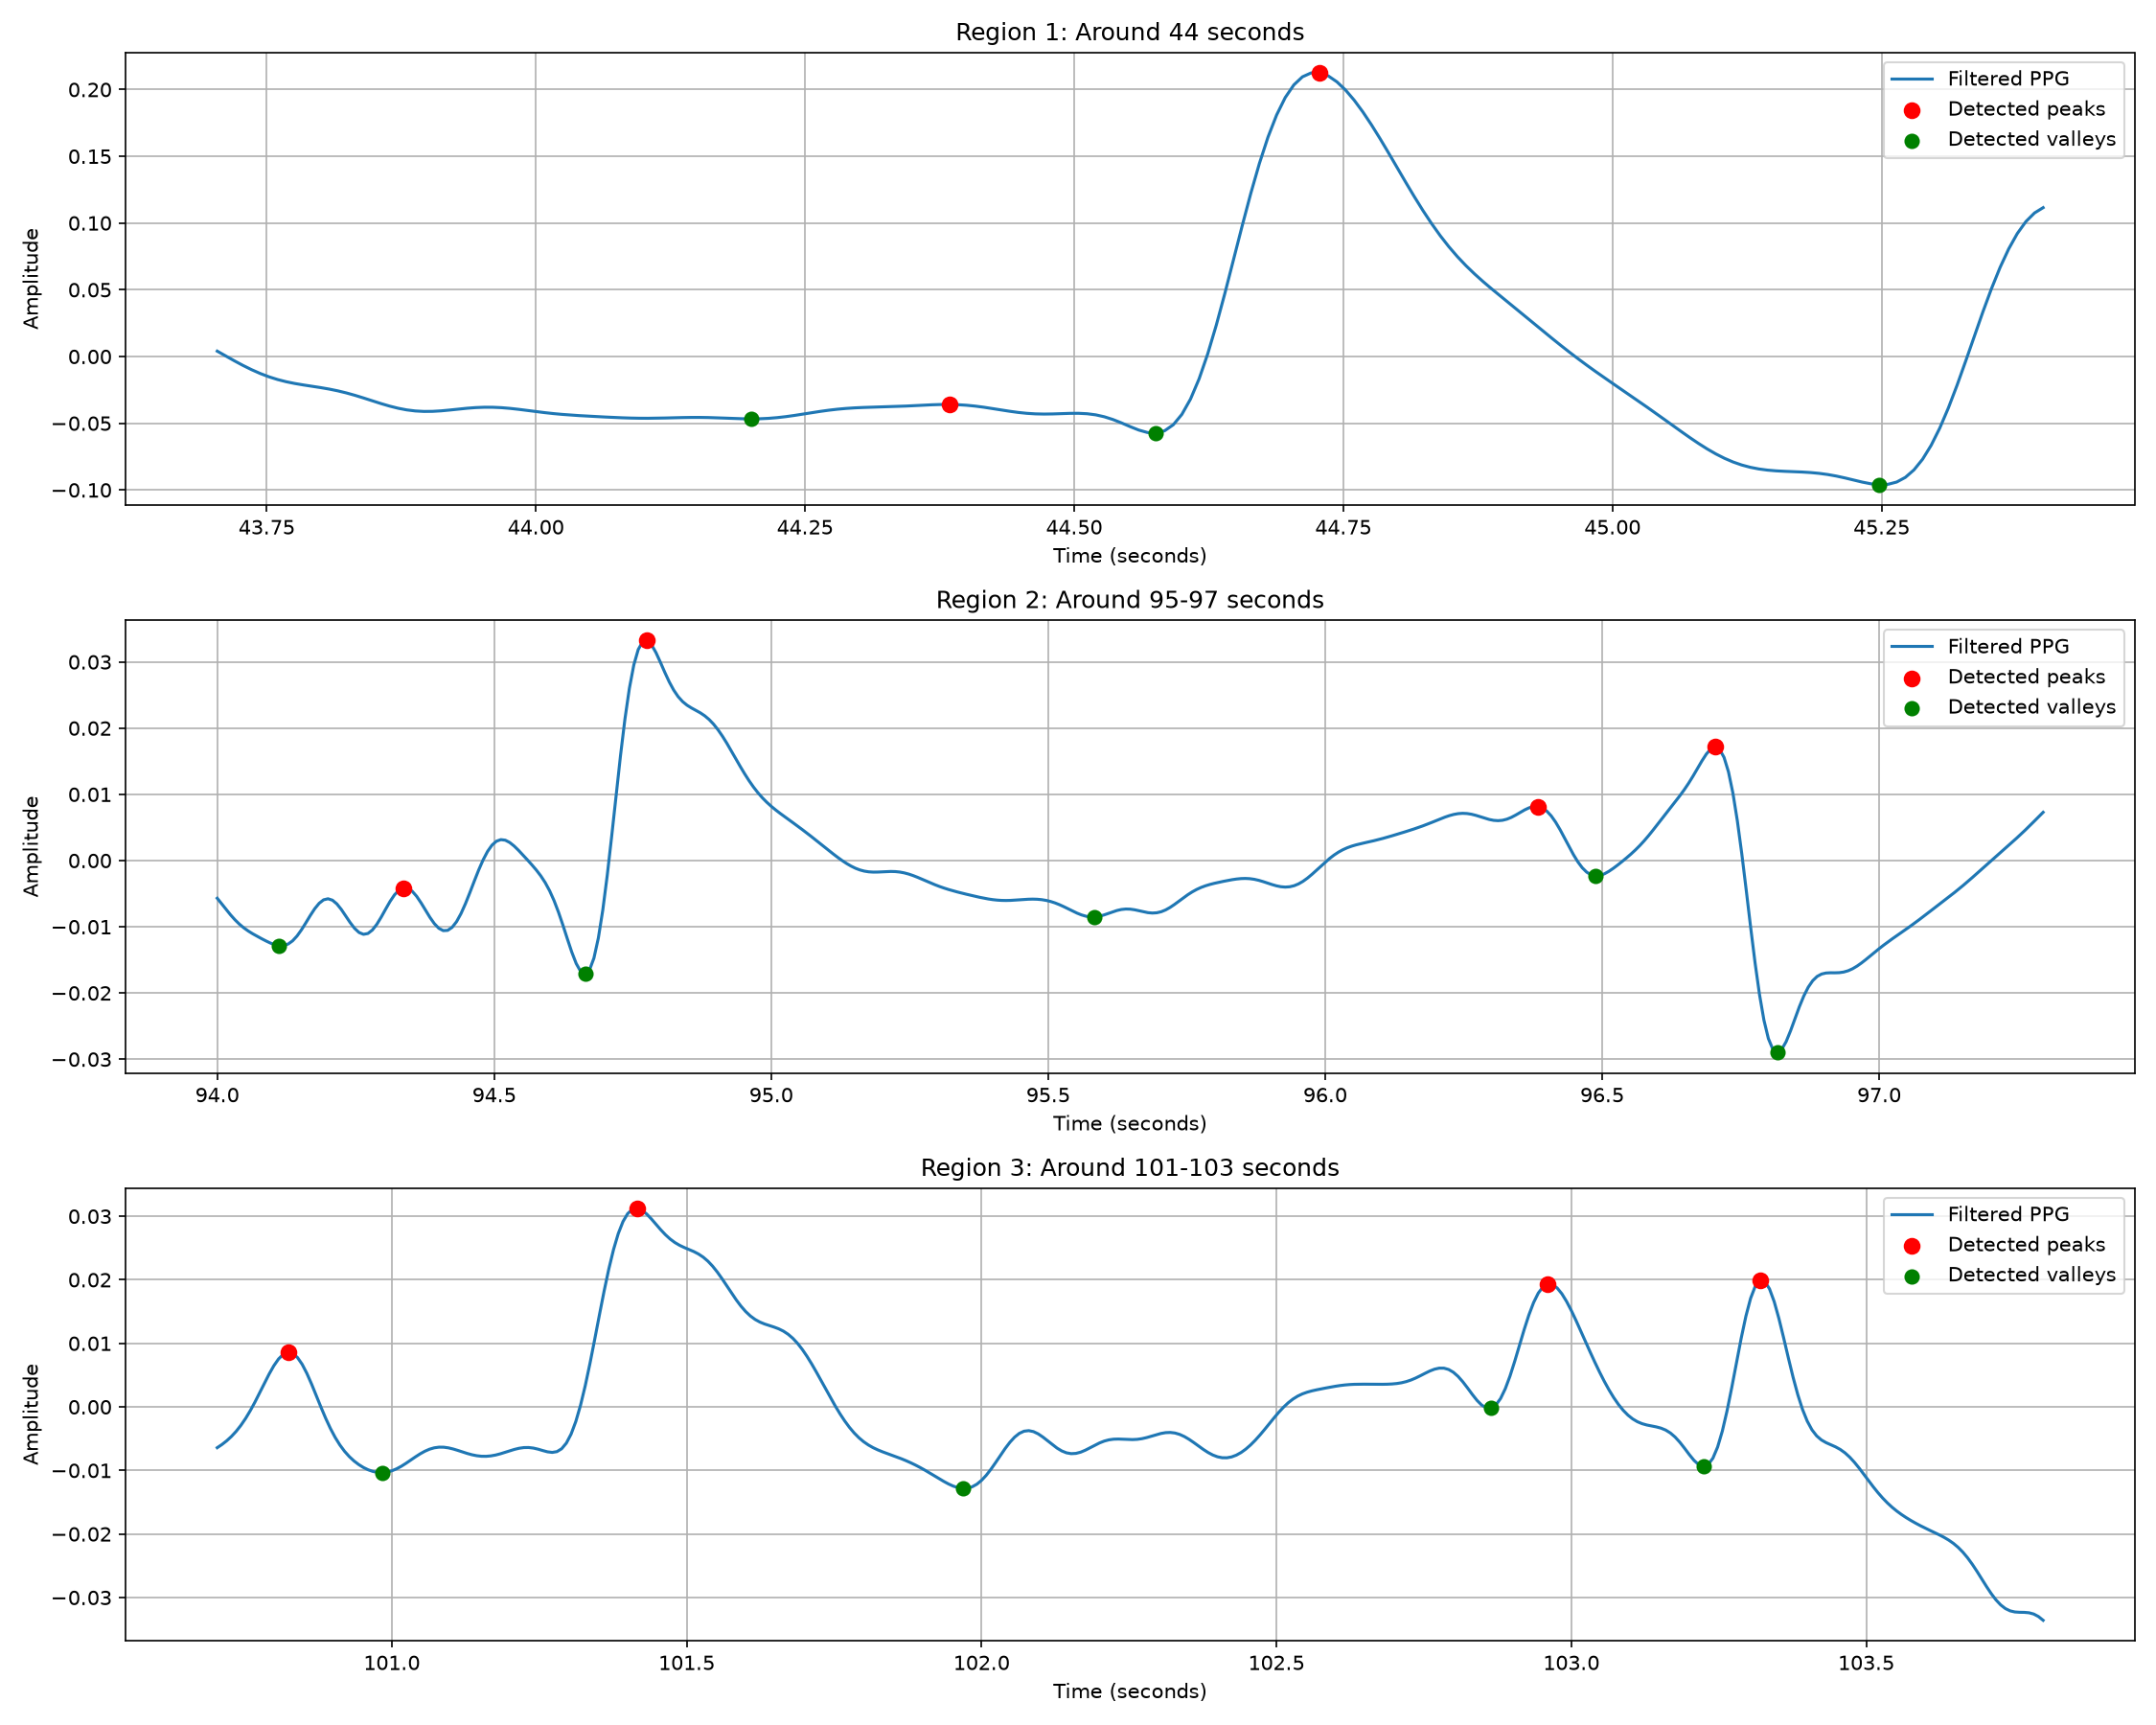 Region 1: Around 44 seconds
Filtered PPG
Detected peaks
Detected valleys
0.20
0.15
0.10
0.05
0.00
−0.05
−0.10
Amplitude
43.75 44.00 44.25 44.50 44.75 45.00 45.25
Time (seconds)
Region 2: Around 95-97 seconds
Filtered PPG
Detected peaks
Detected valleys
0.03
0.02
0.01
0.00
−0.01
−0.02
−0.03
Amplitude
94.0 94.5 95.0 95.5 96.0 96.5 97.0
Time (seconds)
Region 3: Around 101-103 seconds
Filtered PPG
Detected peaks
Detected valleys
0.03
0.02
0.01
0.00
−0.01
−0.02
−0.03
Amplitude
101.0 101.5 102.0 102.5 103.0 103.5
Time (seconds)